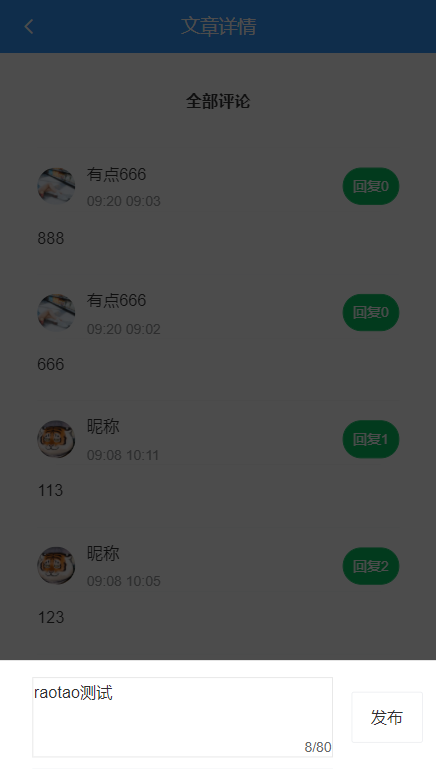 文章详情
全部评论
有点666
09:20 09:03
回复0
888
有点666
09:20 09:02
回复0
666
昵称
09:08 10:11
回复1
113
昵称
09:08 10:05
回复2
123
raotao测试
8/80
发布